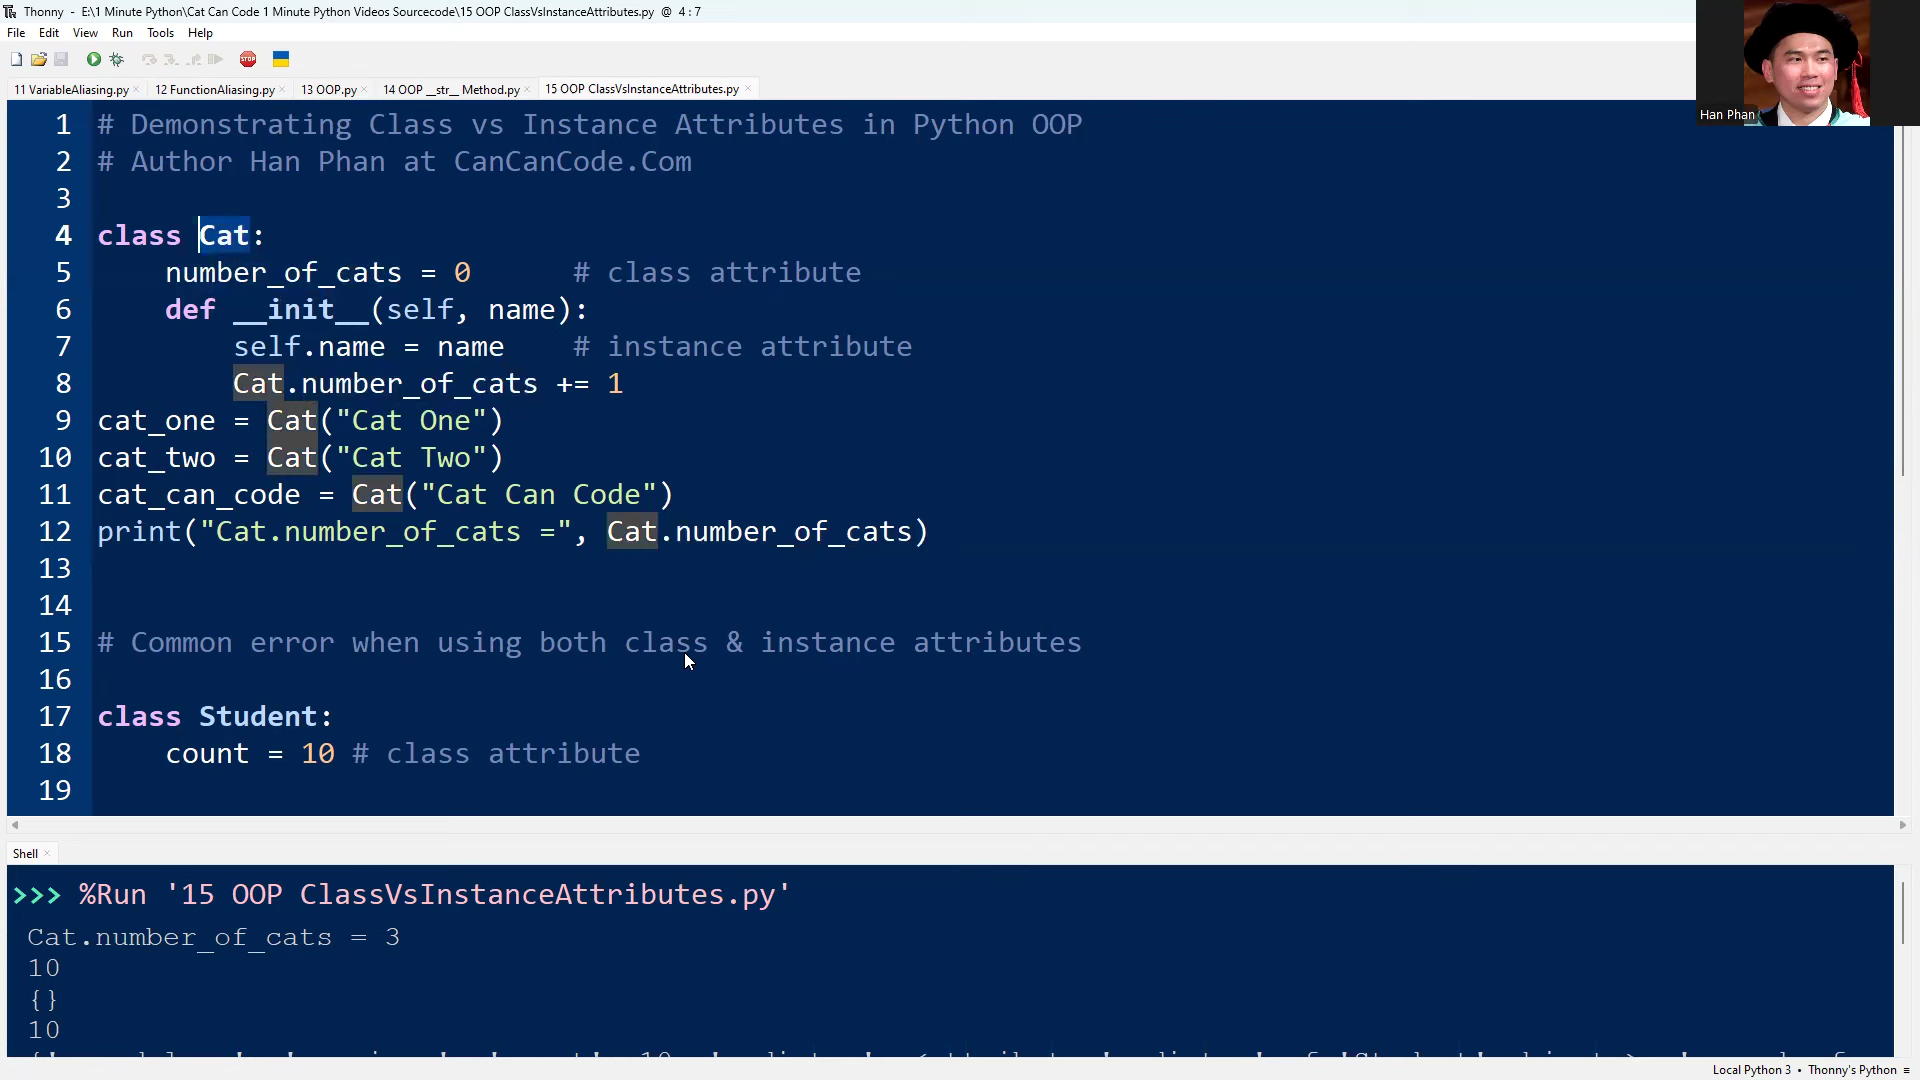 Thonny - E:\1 Minute Python\Cat Can Code 1 Minute Python Videos Sourcecode\15 OOP ClassVsInstanceAttributes.py @ 4:7
File Edit View Run Tools Help
STOP
11 VariableAliasing.py × 12 FunctionAliasing.py × 13 OOP.py × 14 OOP __str__ Method.py × 15 OOP ClassVsInstanceAttributes.py ×
Han Phan
1 # Demonstrating Class vs Instance Attributes in Python OOP
2 # Author Han Phan at CanCanCode.Com
3
4 class Cat:
5     number_of_cats = 0      # class attribute
6     def __init__(self, name):
7         self.name = name    # instance attribute
8         Cat.number_of_cats += 1
9 cat_one = Cat("Cat One")
10 cat_two = Cat("Cat Two")
11 cat_can_code = Cat("Cat Can Code")
12 print("Cat.number_of_cats =", Cat.number_of_cats)
13
14
15 # Common error when using both class & instance attributes
16
17 class Student:
18     count = 10 # class attribute
19
Shell ×
>>> %Run '15 OOP ClassVsInstanceAttributes.py'
Cat.number_of_cats = 3
10
{}
10
Local Python 3 • Thonny's Python ≡